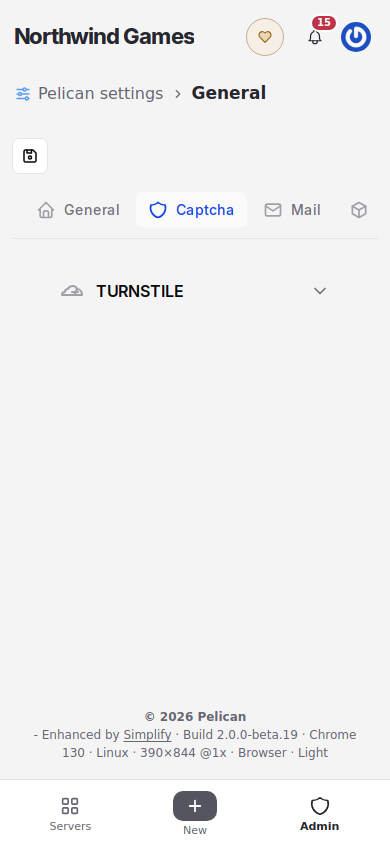 Northwind Games
15
Pelican settings › General
General
Captcha
Mail
TURNSTILE
© 2026 Pelican
- Enhanced by Simplify · Build 2.0.0-beta.19 · Chrome
130 · Linux · 390×844 @1x · Browser · Light
Servers
New
Admin